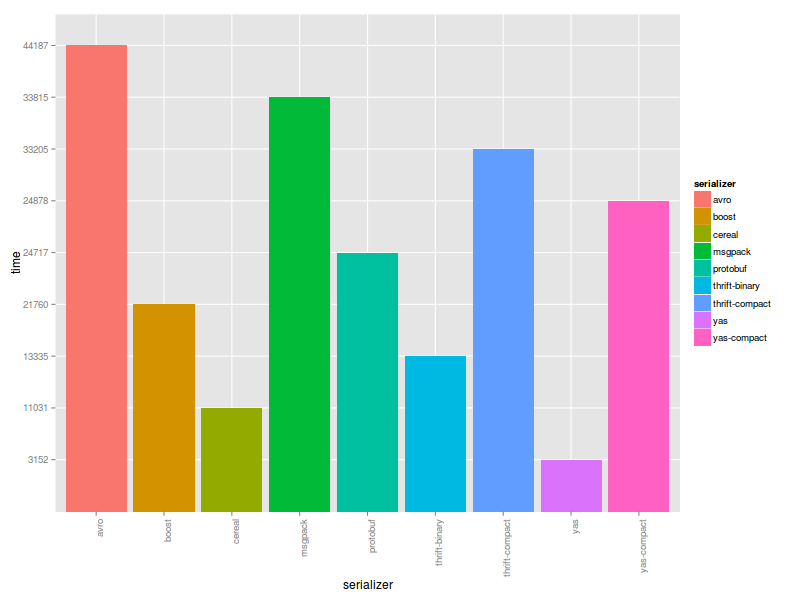 44187
33815
33205
24878
24717
21760
13335
11031
3152
time
avro
boost
cereal
msgpack
protobuf
thrift-binary
thrift-compact
yas
yas-compact
serializer
serializer
avro
boost
cereal
msgpack
protobuf
thrift-binary
thrift-compact
yas
yas-compact